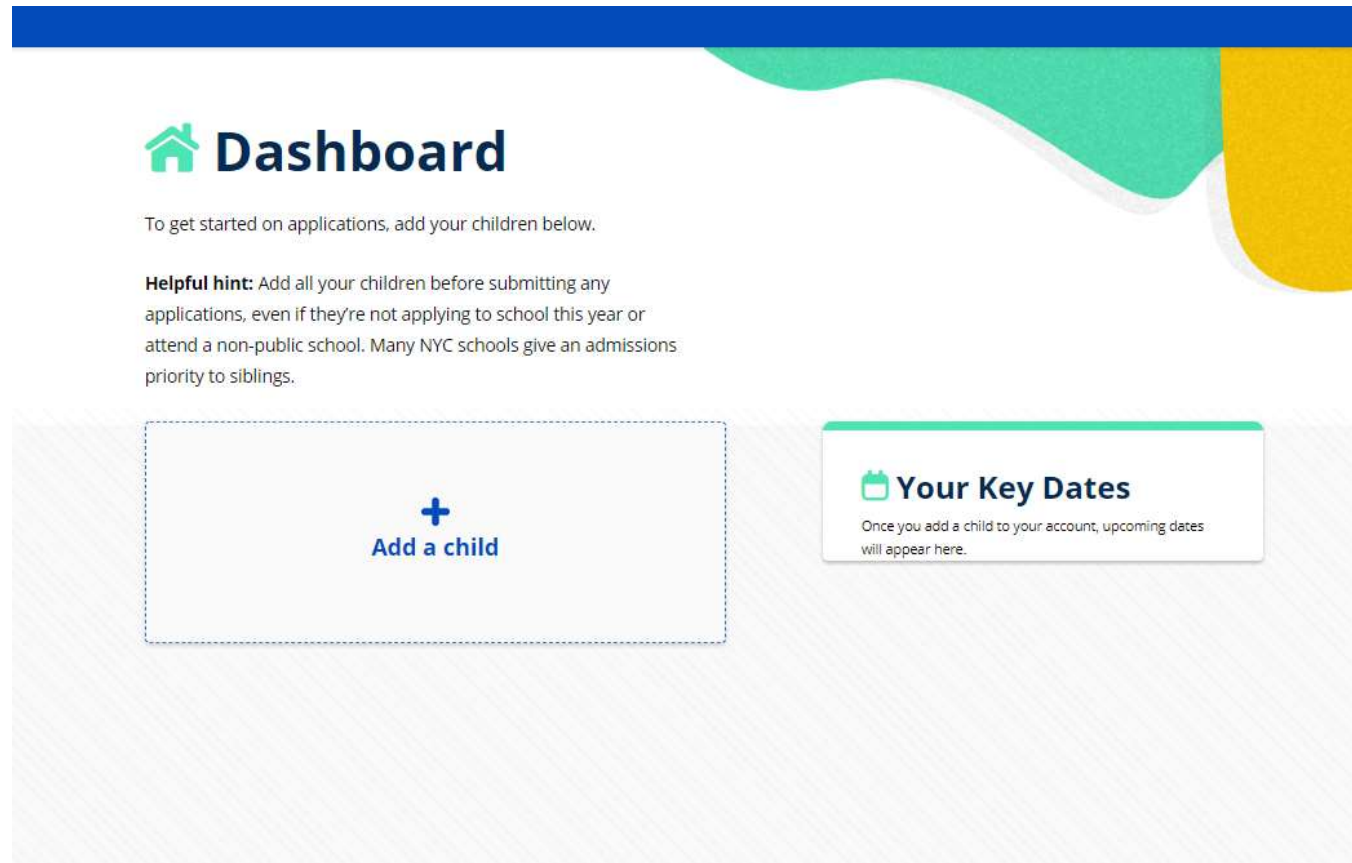 Dashboard
To get started on applications, add your children below.
Helpful hint: Add all your children before submitting any
applications, even if they’re not applying to school this year or
attend a non-public school. Many NYC schools give an admissions
priority to siblings.
Add a child
Your Key Dates
Once you add a child to your account, upcoming dates
will appear here.